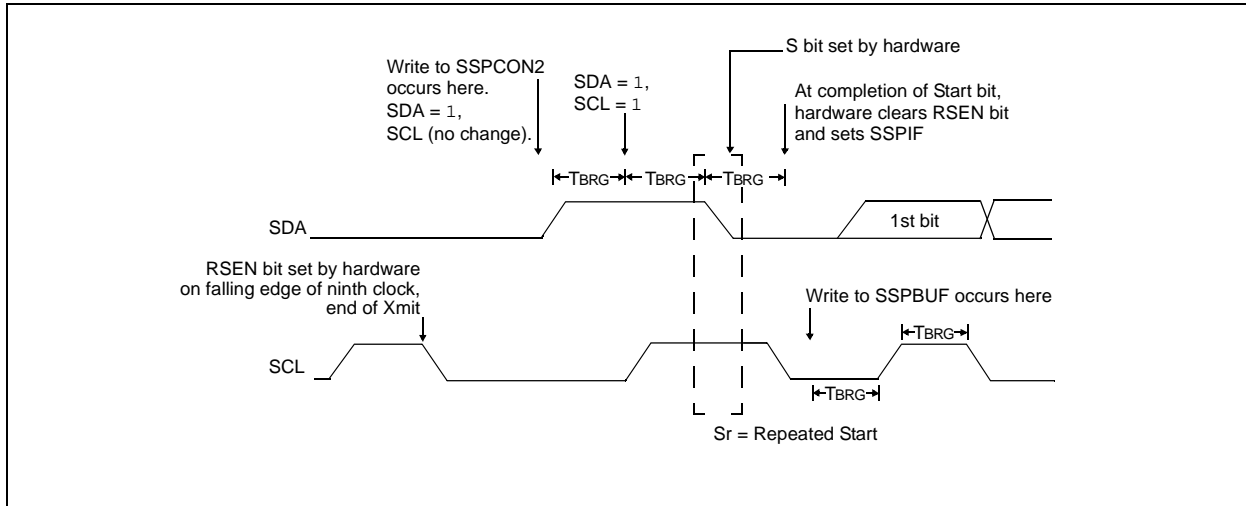 S bit set by hardware
Write to SSPCON2
occurs here.
SDA = 1,
SCL (no change).
SDA = 1,
SCL = 1
At completion of Start bit,
hardware clears RSEN bit
and sets SSPIF
TBRG
TBRG
TBRG
SDA
1st bit
RSEN bit set by hardware
on falling edge of ninth clock,
end of Xmit
Write to SSPBUF occurs here
TBRG
SCL
TBRG
Sr = Repeated Start